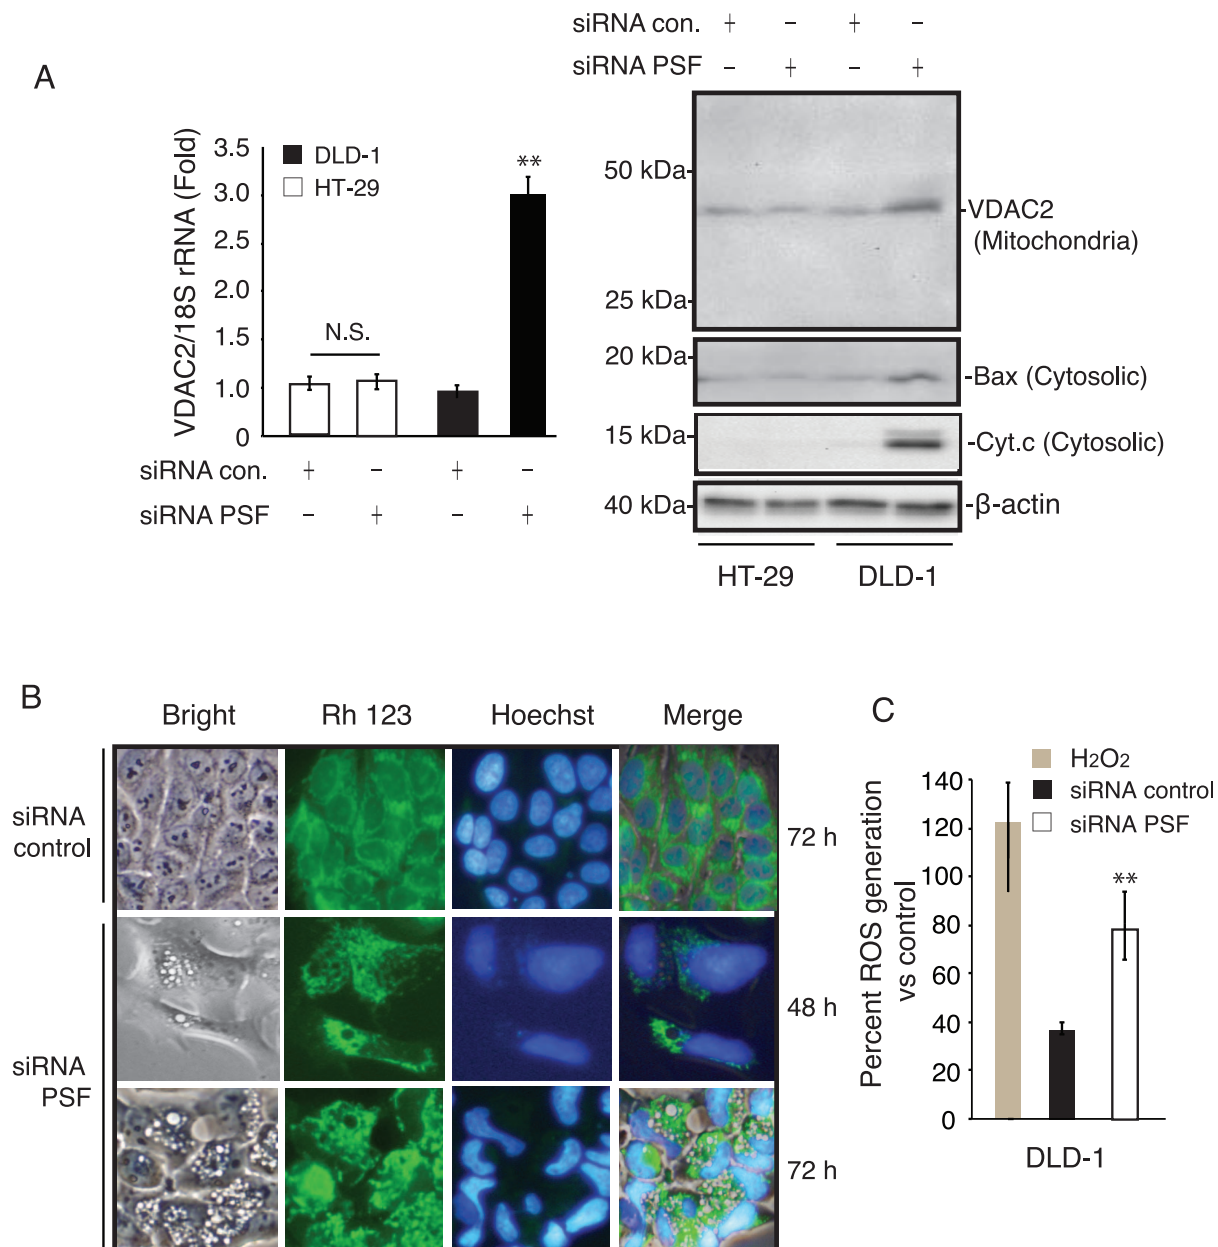 A
VDAC2/18S rRNA (Fold)
3.5
3.0
2.5
2.0
1.5
1.0
0
DLD-1
HT-29
N.S.
**
siRNA con. + – + –
siRNA PSF – + – +
siRNA con. + – + –
siRNA PSF – + – +
50 kDa-
-VDAC2
(Mitochondria)
25 kDa-
20 kDa-
-Bax (Cytosolic)
15 kDa-
-Cyt.c (Cytosolic)
40 kDa-
-β-actin
HT-29 DLD-1
B
Bright Rh 123 Hoechst Merge
siRNA
control
72 h
siRNA
PSF
48 h
72 h
C
H2O2
siRNA control
siRNA PSF
Percent ROS generation
vs control
140
120
100
80
60
40
20
0
**
DLD-1